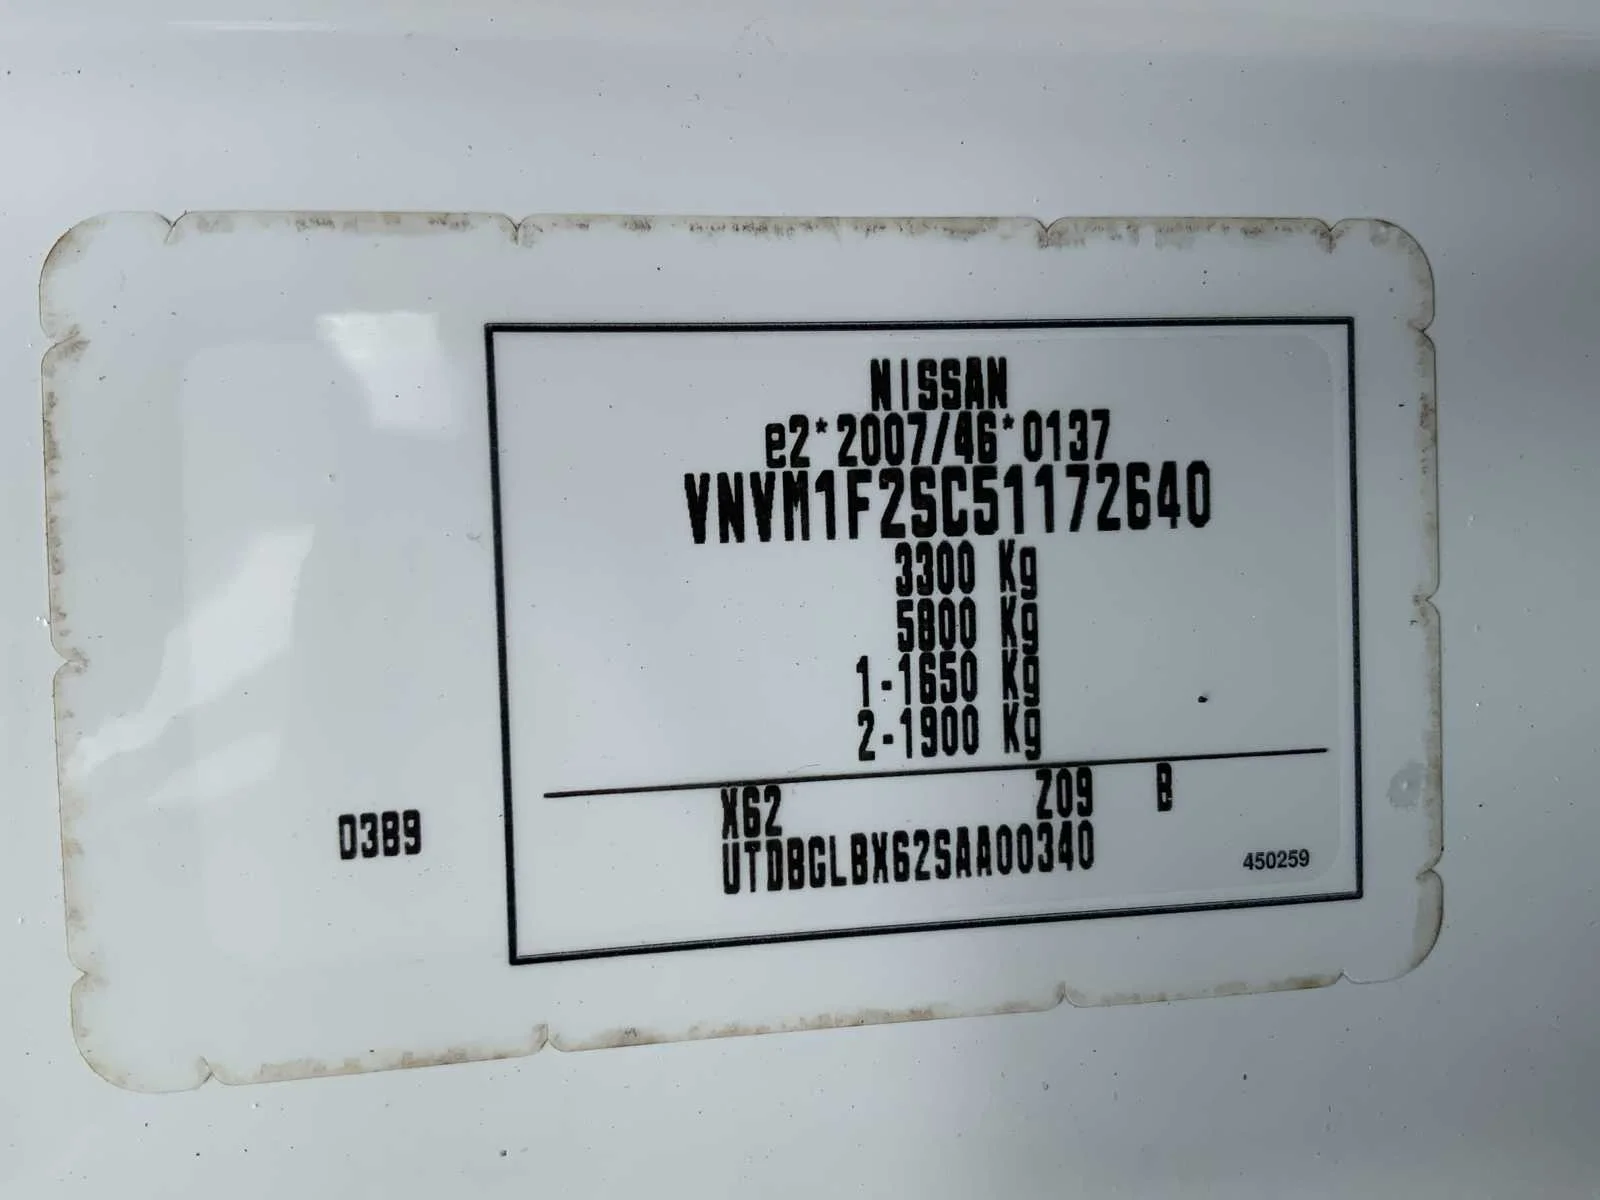 NISSAN
e2*2007/46*0137
VNVM1F2SC51172640
3300 Kg
5800 Kg
1-1650 Kg
2-1900 Kg
X62 Z09 B
UTDBGLBX62SAA00340
D3B9
450259